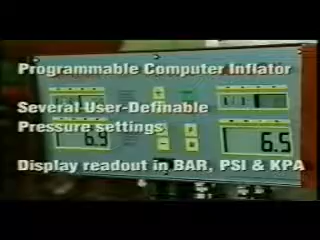 Programmable Computer Inflator
Several User-Definable
Pressure settings
6.9
6.5
Display readout in BAR, PSI & KPA